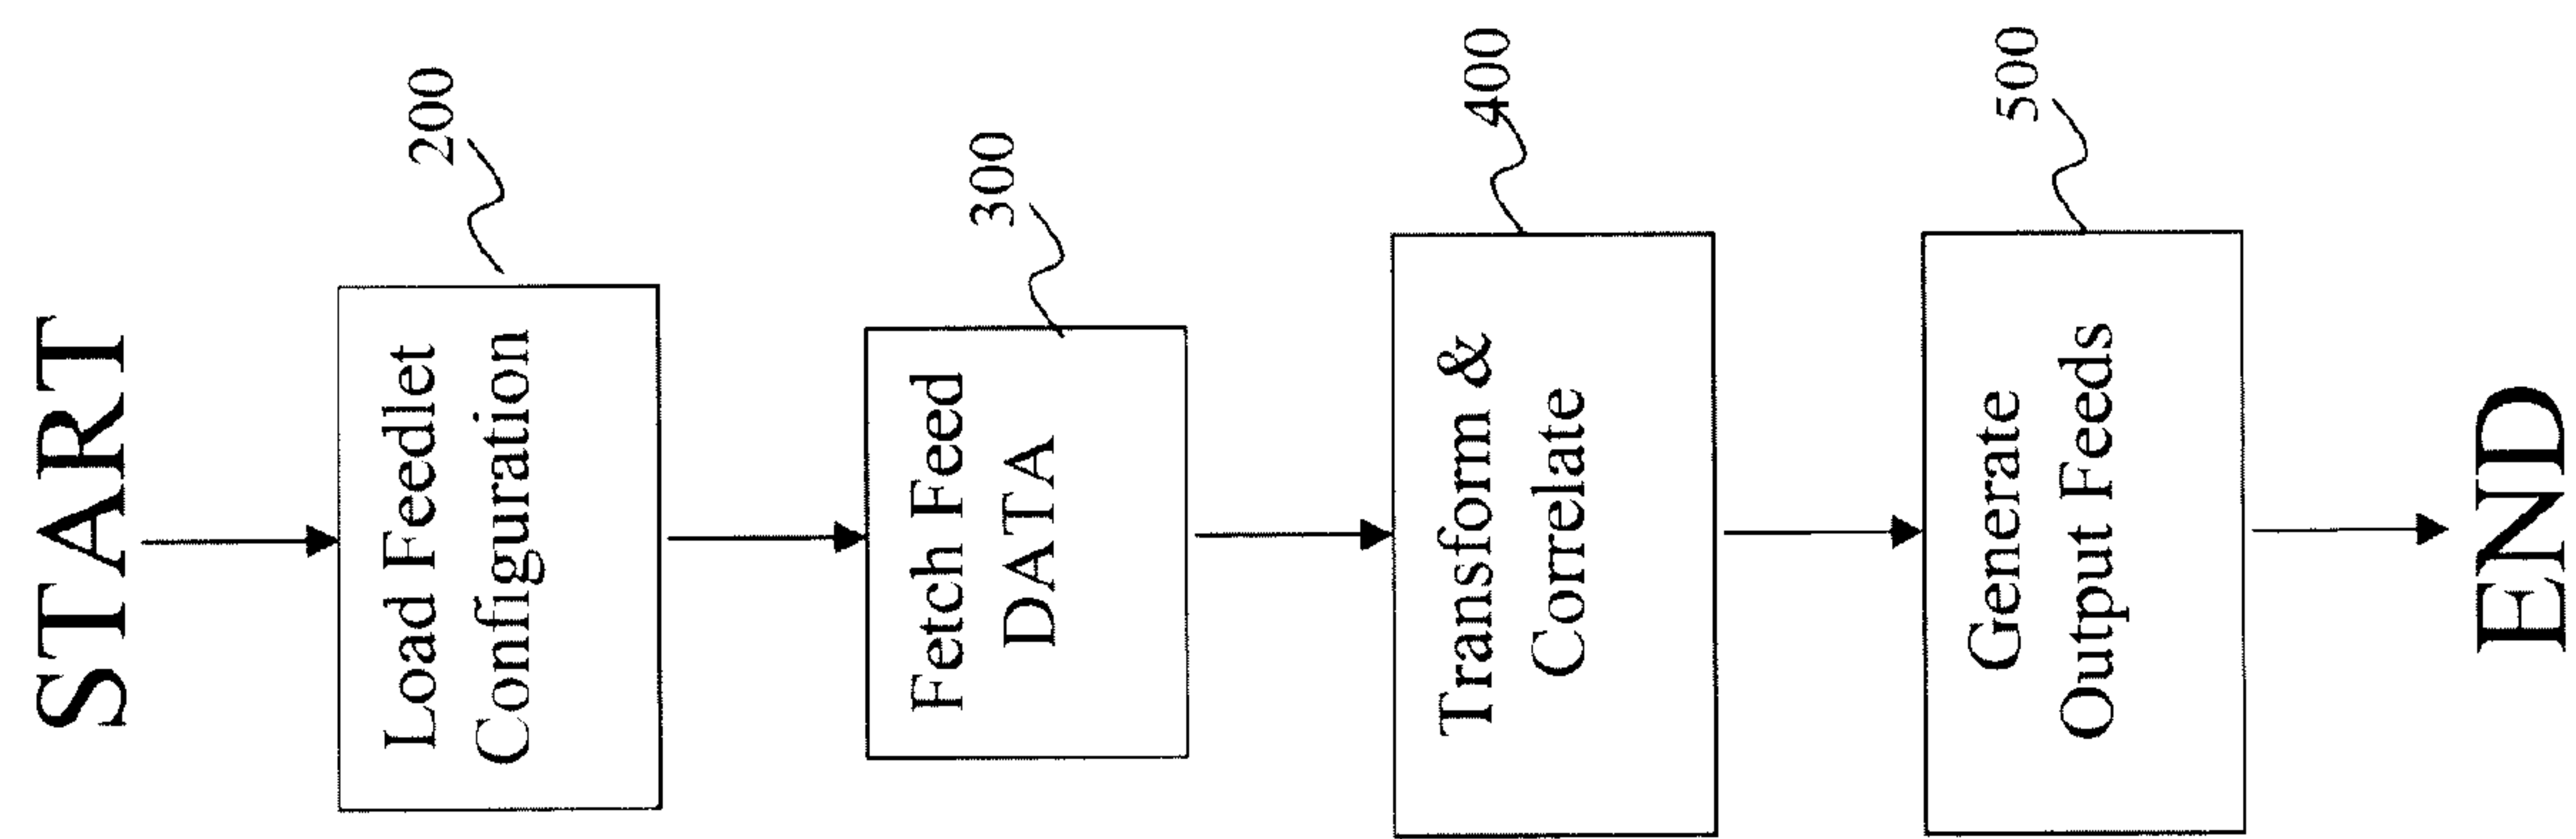 START
Load Feedlet
Configuration
200
Fetch Feed
DATA
300
Transform &
Correlate
400
Generate
Output Feeds
500
END